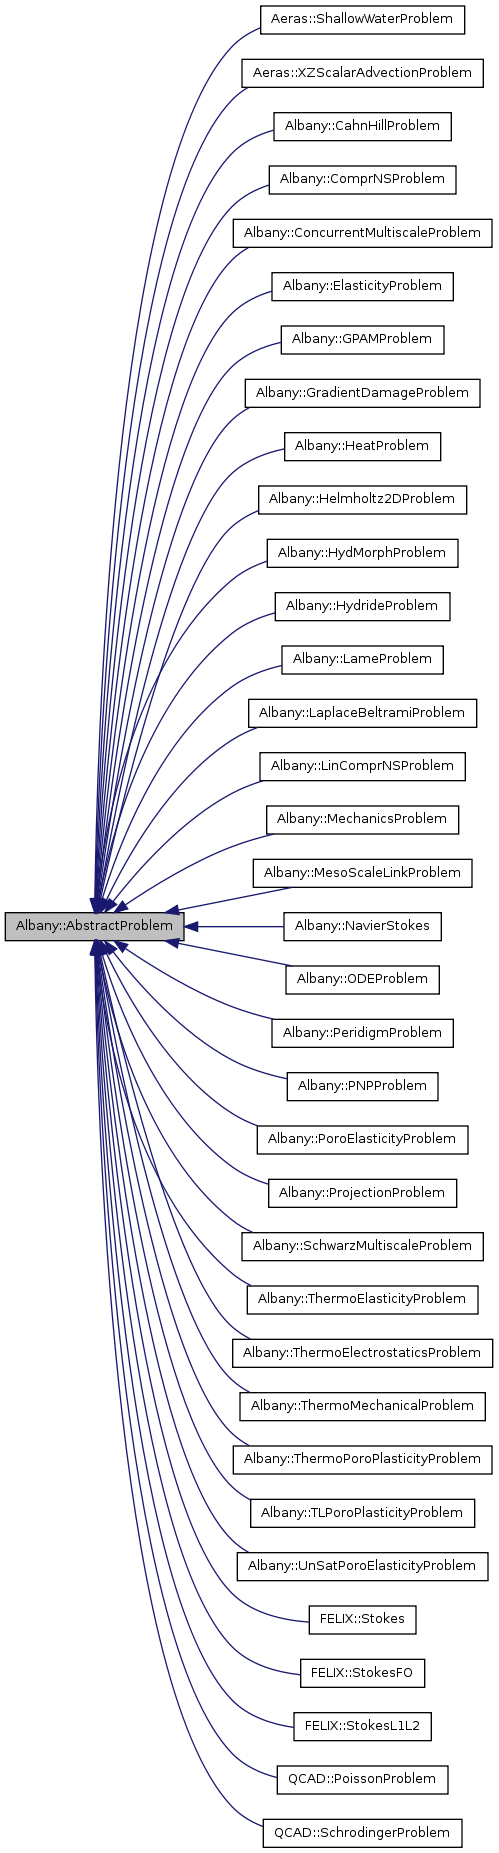 Aeras::ShallowWaterProblem
Aeras::XZScalarAdvectionProblem
Albany::CahnHillProblem
Albany::ComprNSProblem
Albany::ConcurrentMultiscaleProblem
Albany::ElasticityProblem
Albany::GPAMProblem
Albany::GradientDamageProblem
Albany::HeatProblem
Albany::Helmholtz2DProblem
Albany::HydMorphProblem
Albany::HydrideProblem
Albany::LameProblem
Albany::LaplaceBeltramiProblem
Albany::LinComprNSProblem
Albany::MechanicsProblem
Albany::MesoScaleLinkProblem
Albany::AbstractProblem
Albany::NavierStokes
Albany::ODEProblem
Albany::PeridigmProblem
Albany::PNPProblem
Albany::PoroElasticityProblem
Albany::ProjectionProblem
Albany::SchwarzMultiscaleProblem
Albany::ThermoElasticityProblem
Albany::ThermoElectrostaticsProblem
Albany::ThermoMechanicalProblem
Albany::ThermoPoroPlasticityProblem
Albany::TLPoroPlasticityProblem
Albany::UnSatPoroElasticityProblem
FELIX::Stokes
FELIX::StokesFO
FELIX::StokesL1L2
QCAD::PoissonProblem
QCAD::SchrodingerProblem